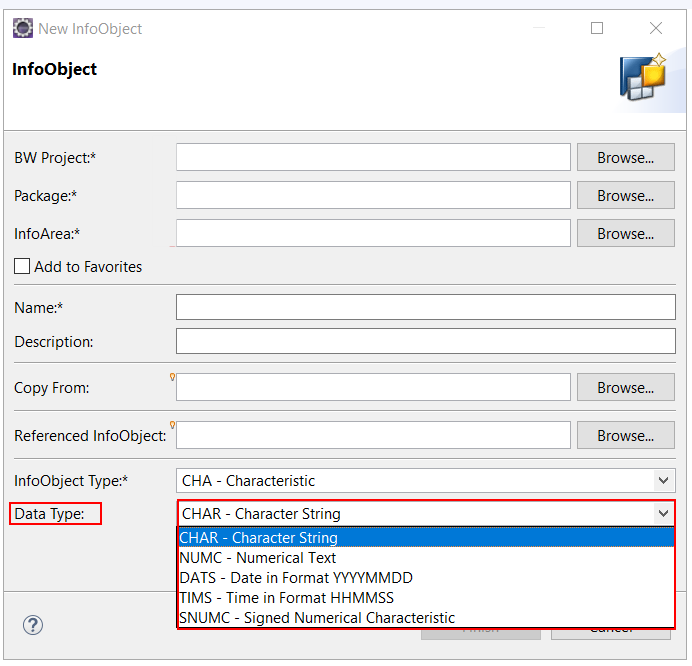 New InfoObject
InfoObject
BW Project:*
Browse...
Package:*
Browse...
InfoArea:*
Browse...
Add to Favorites
Name:*
Description:
Copy From:
Browse...
Referenced InfoObject:
Browse...
InfoObject Type:*
CHA - Characteristic
Data Type:
CHAR - Character String
CHAR - Character String
NUMC - Numerical Text
DATS - Date in Format YYYYMMDD
TIMS - Time in Format HHMMSS
SNUMC - Signed Numerical Characteristic
?
Finish
Cancel